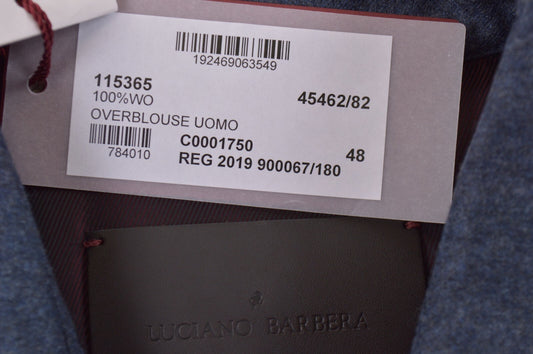 192469063549
115365 45462/82
100%WO
OVERBLOUSE UOMO
C0001750 48
784010 REG 2019 900067/180
LUCIANO BARBERA